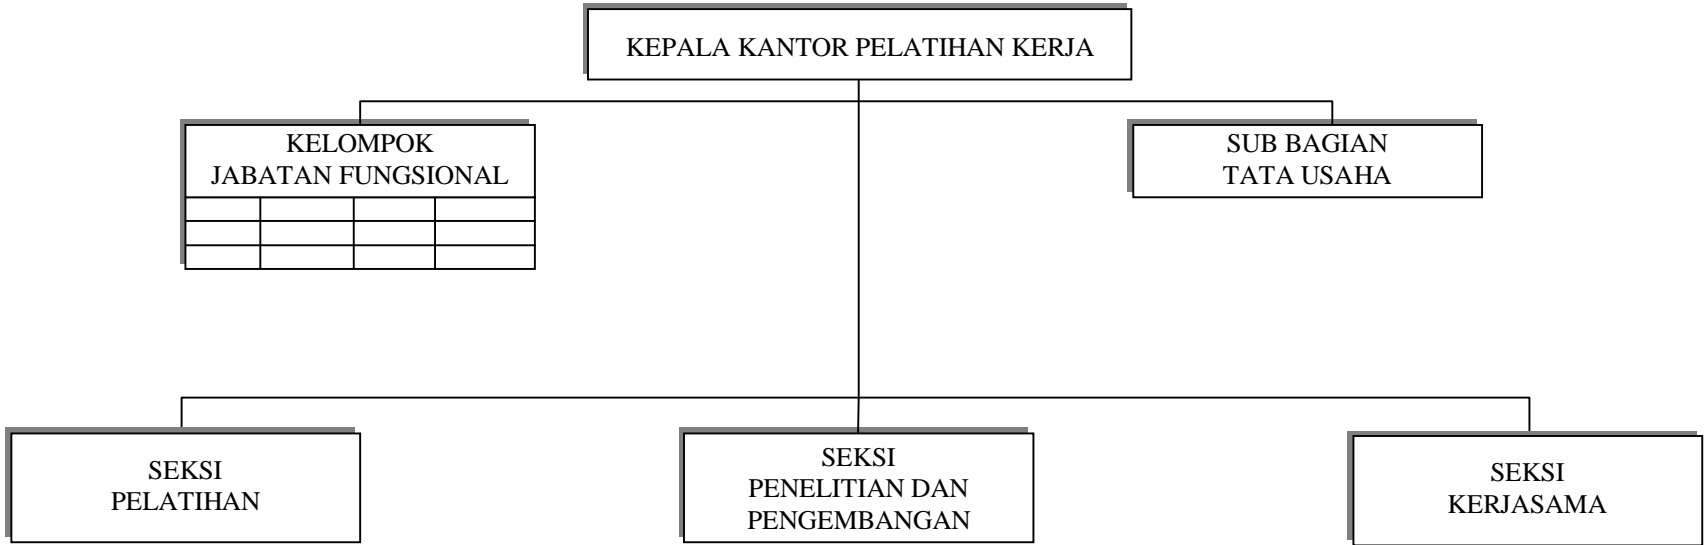 KEPALA KANTOR PELATIHAN KERJA
KELOMPOK
JABATAN FUNGSIONAL
SUB BAGIAN
TATA USAHA
SEKSI
PELATIHAN
SEKSI
PENELITIAN DAN
PENGEMBANGAN
SEKSI
KERJASAMA